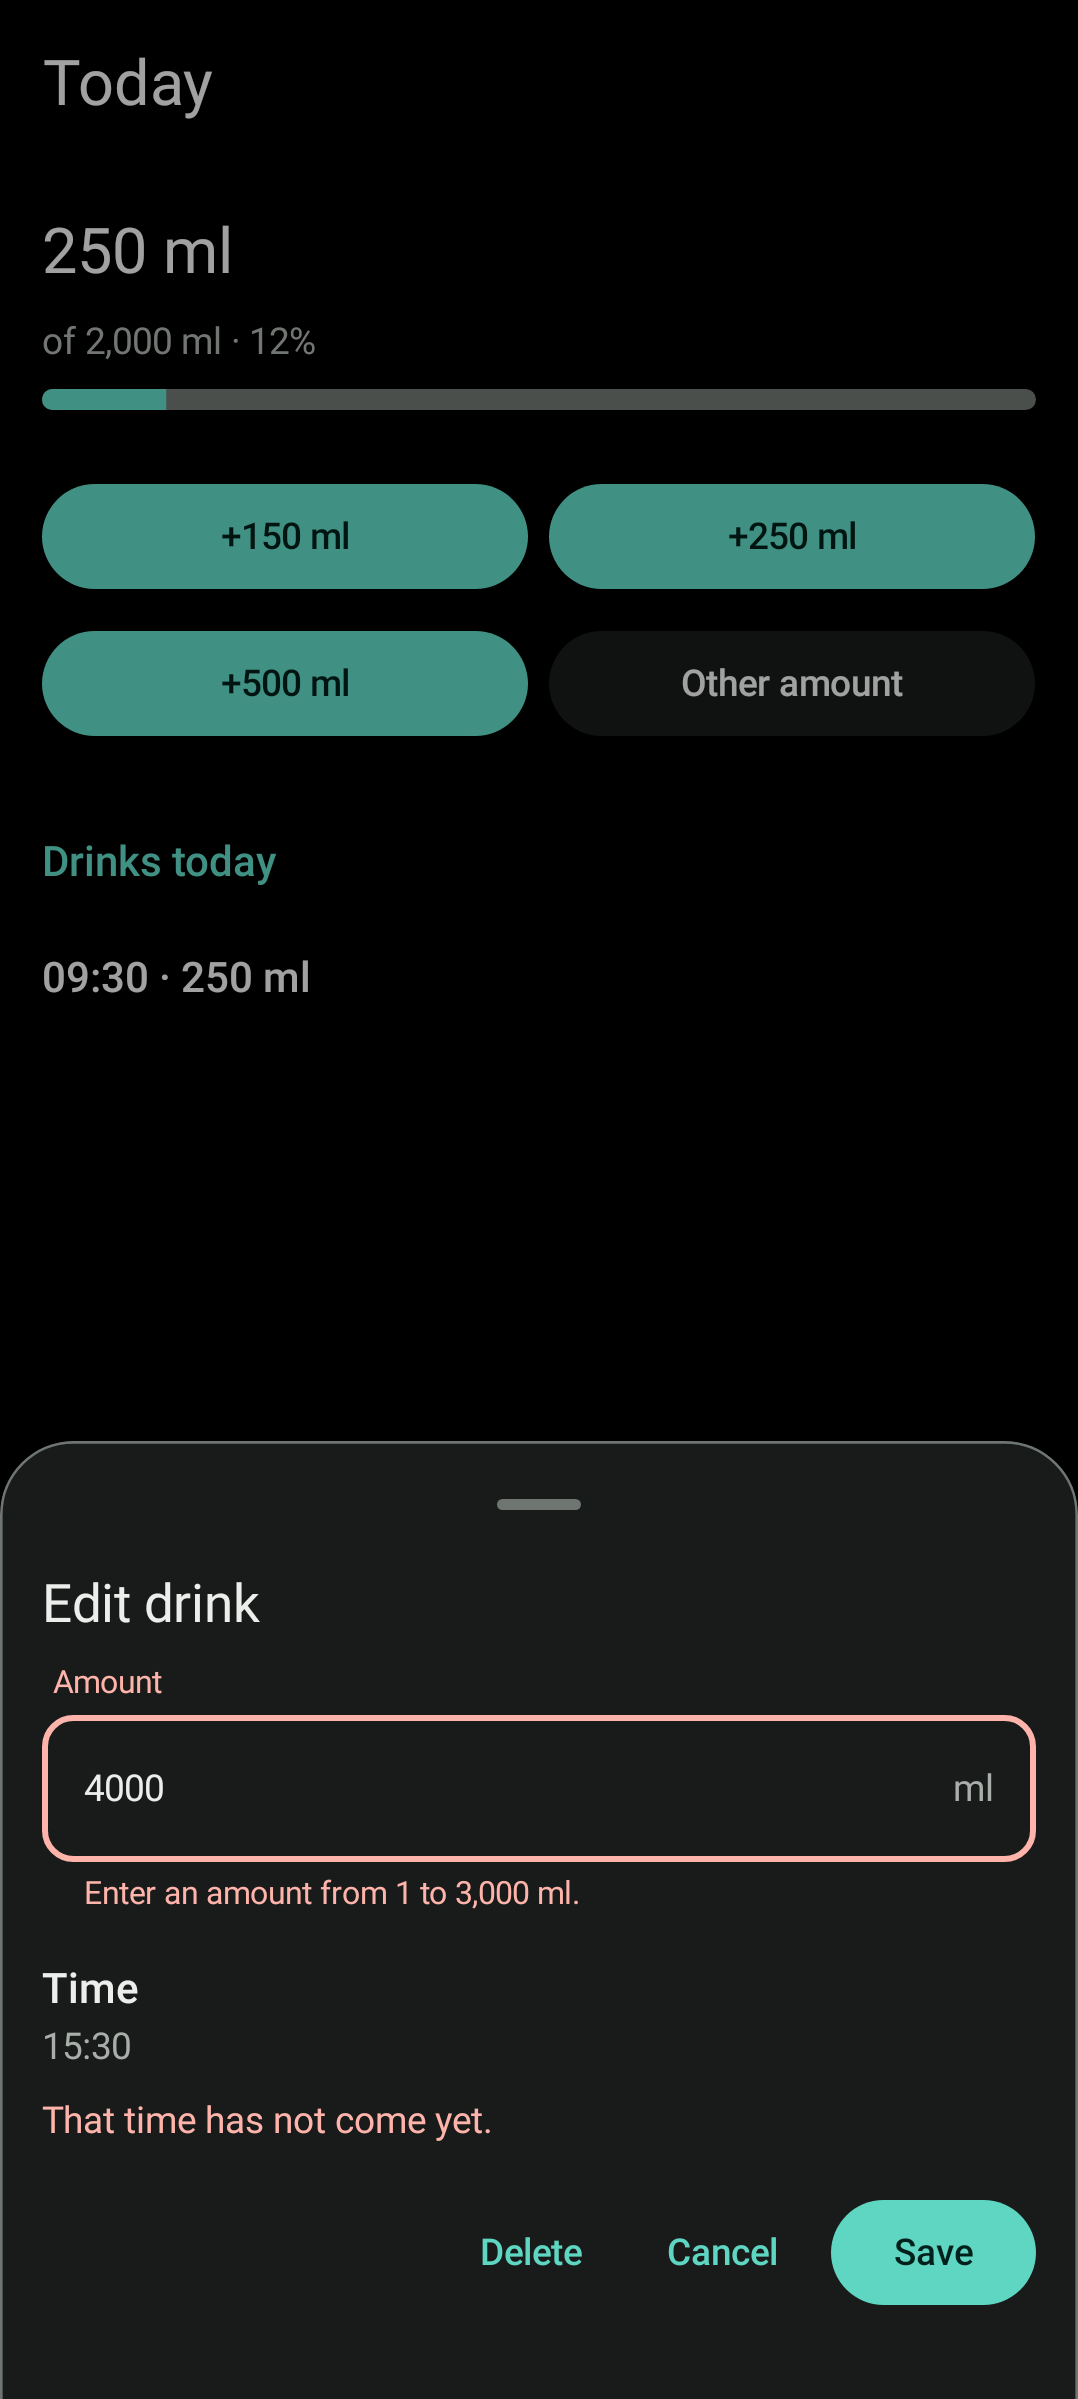 Today
250 ml
of 2,000 ml · 12%
+150 ml
+250 ml
+500 ml
Other amount
Drinks today
09:30 · 250 ml
Edit drink
Amount
4000
ml
Enter an amount from 1 to 3,000 ml.
Time
15:30
That time has not come yet.
Delete
Cancel
Save